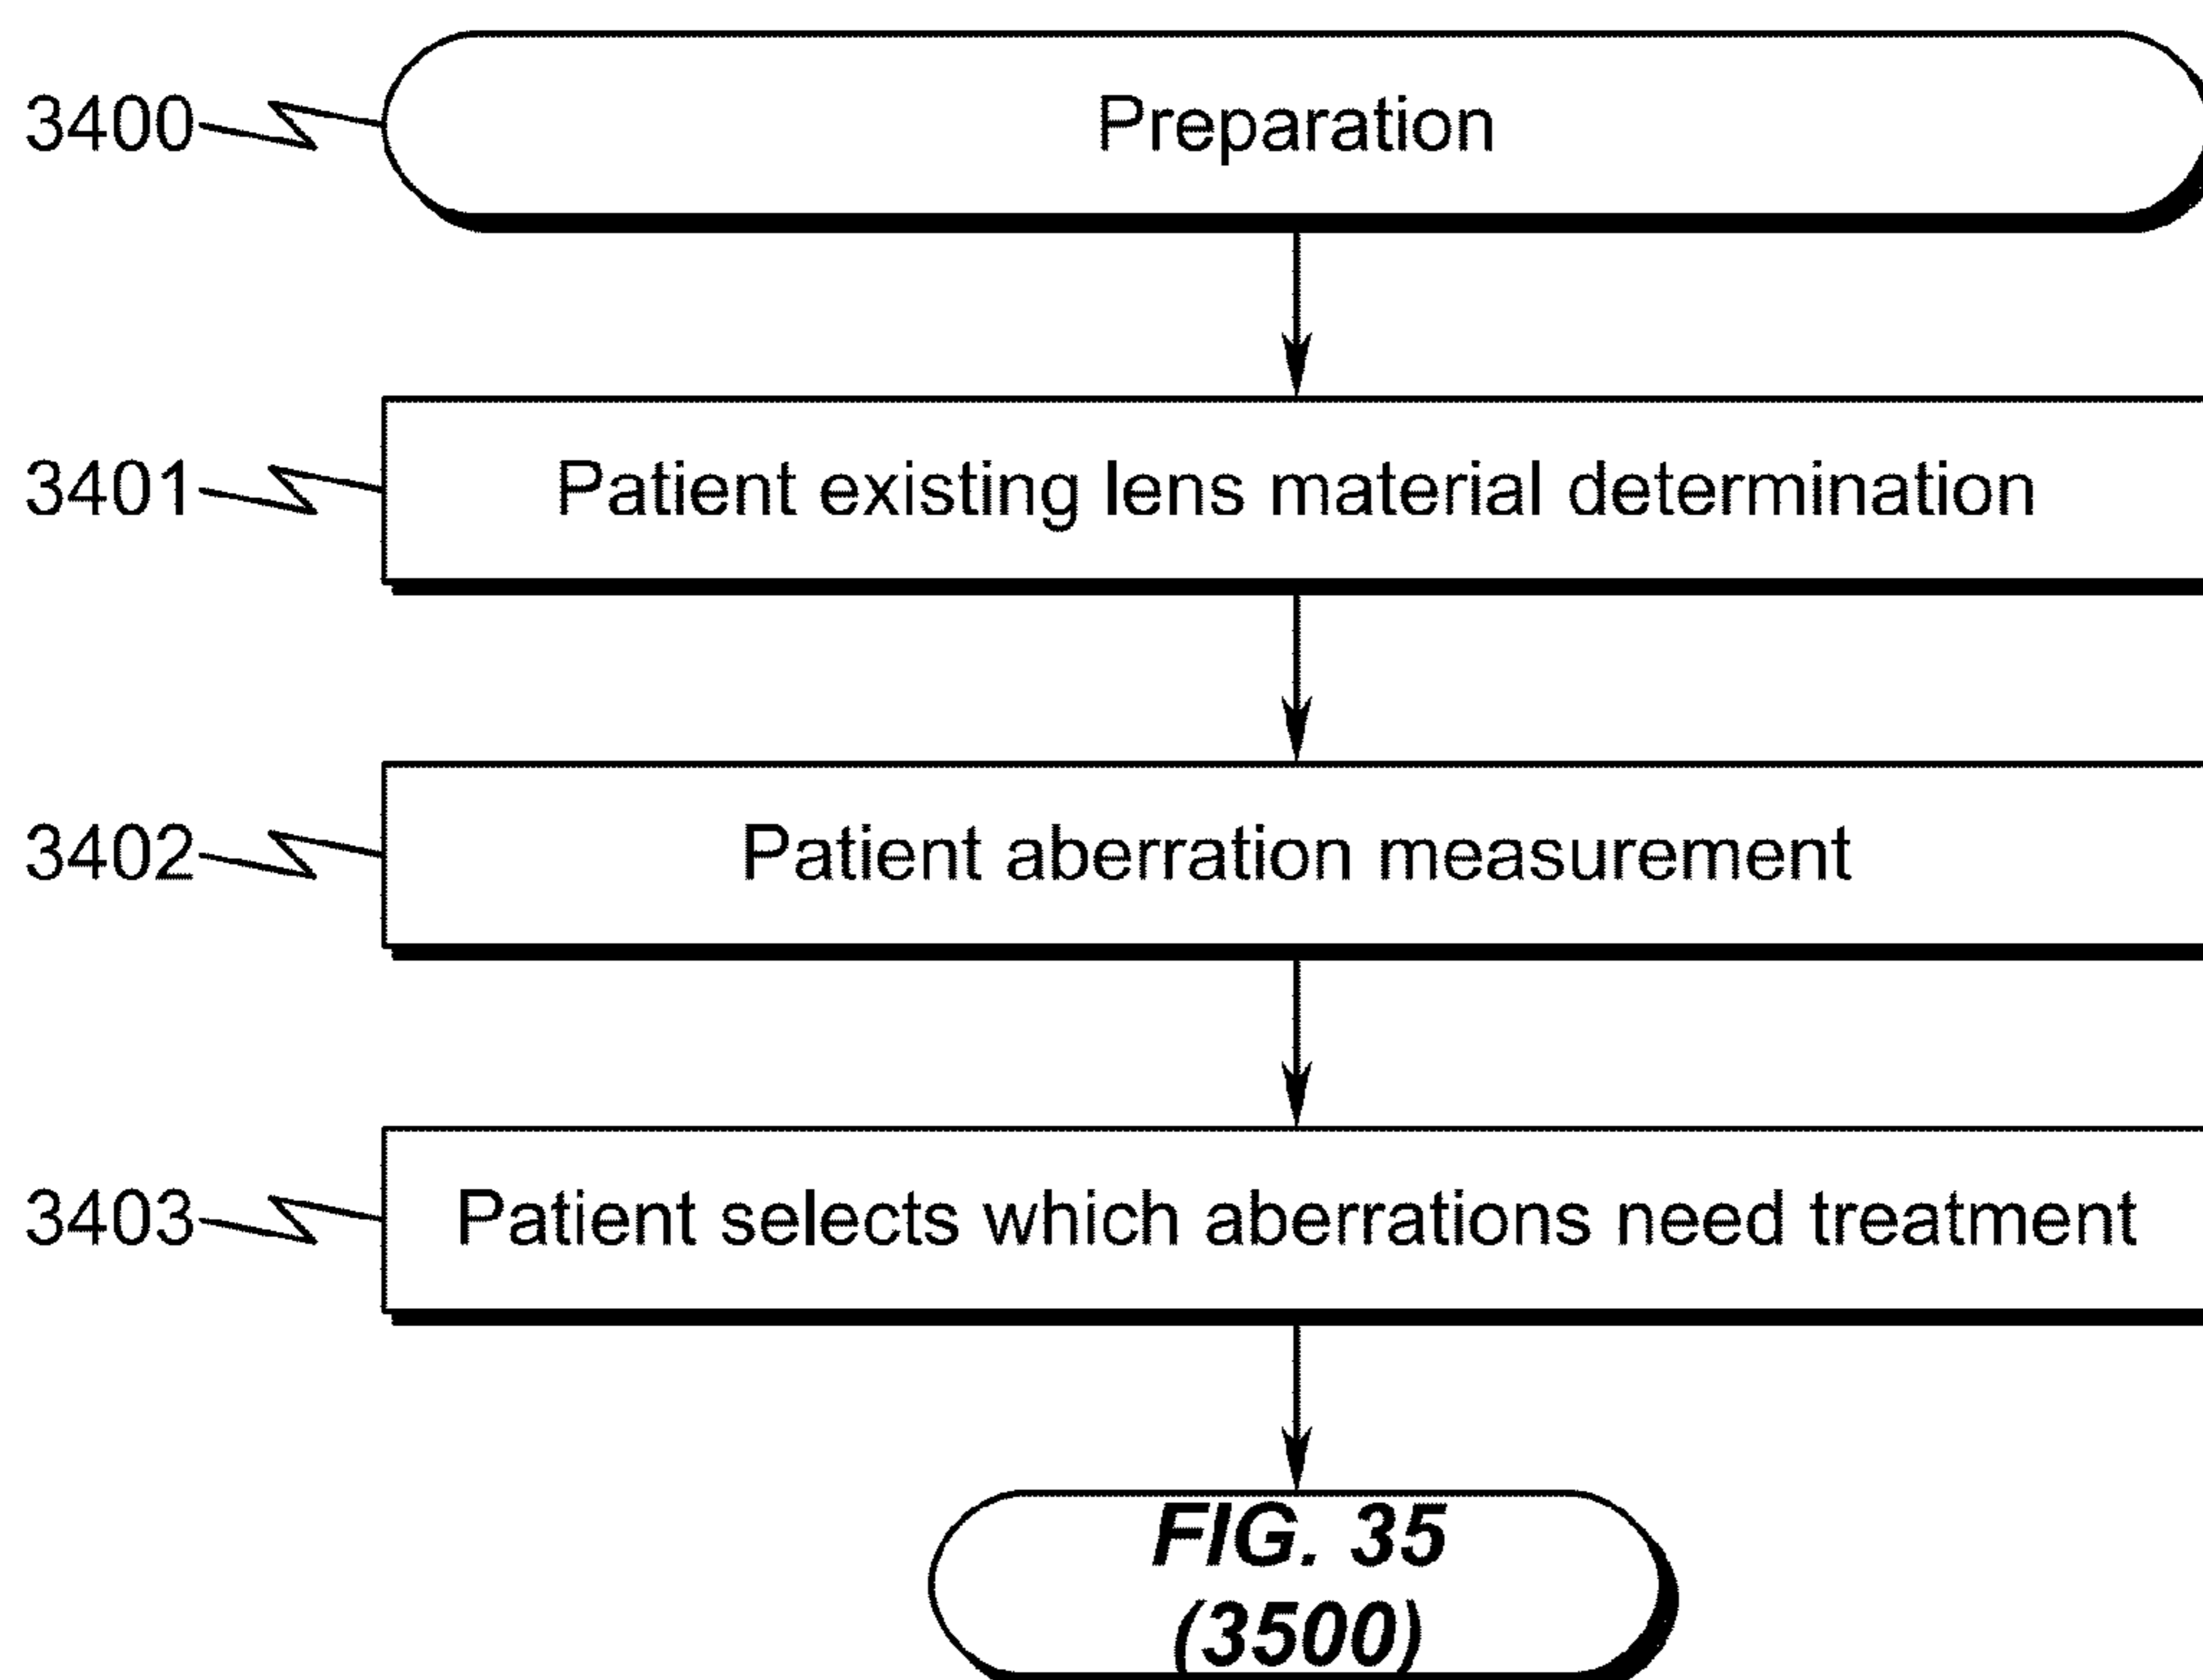 3400 Preparation
3401 Patient existing lens material determination
3402 Patient aberration measurement
3403 Patient selects which aberrations need treatment
FIG. 35
(3500)